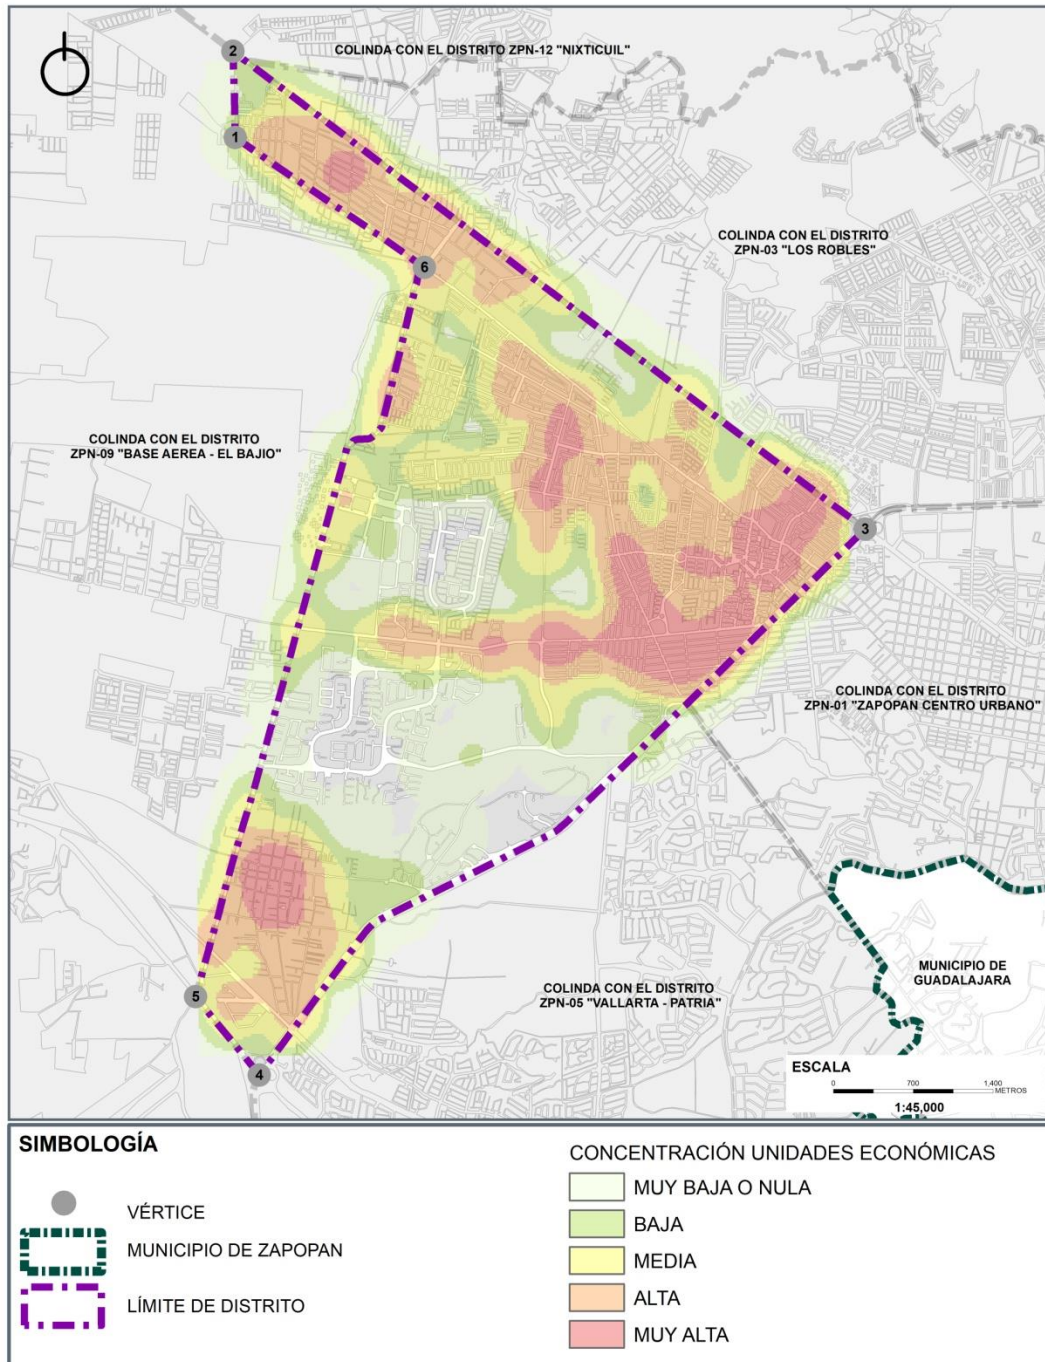 2
COLINDA CON EL DISTRITO ZPN-12 "NIXTICUIL"
1
COLINDA CON EL DISTRITO
ZPN-03 "LOS ROBLES"
6
COLINDA CON EL DISTRITO
ZPN-09 "BASE AEREA - EL BAJIO"
3
COLINDA CON EL DISTRITO
ZPN-01 "ZAPOPAN CENTRO URBANO"
COLINDA CON EL DISTRITO
ZPN-05 "VALLARTA - PATRIA"
MUNICIPIO DE
GUADALAJARA
5
4
ESCALA
0 700 1,400
METROS
1:45,000
SIMBOLOGÍA
VÉRTICE
MUNICIPIO DE ZAPOPAN
LÍMITE DE DISTRITO
CONCENTRACIÓN UNIDADES ECONÓMICAS
MUY BAJA O NULA
BAJA
MEDIA
ALTA
MUY ALTA